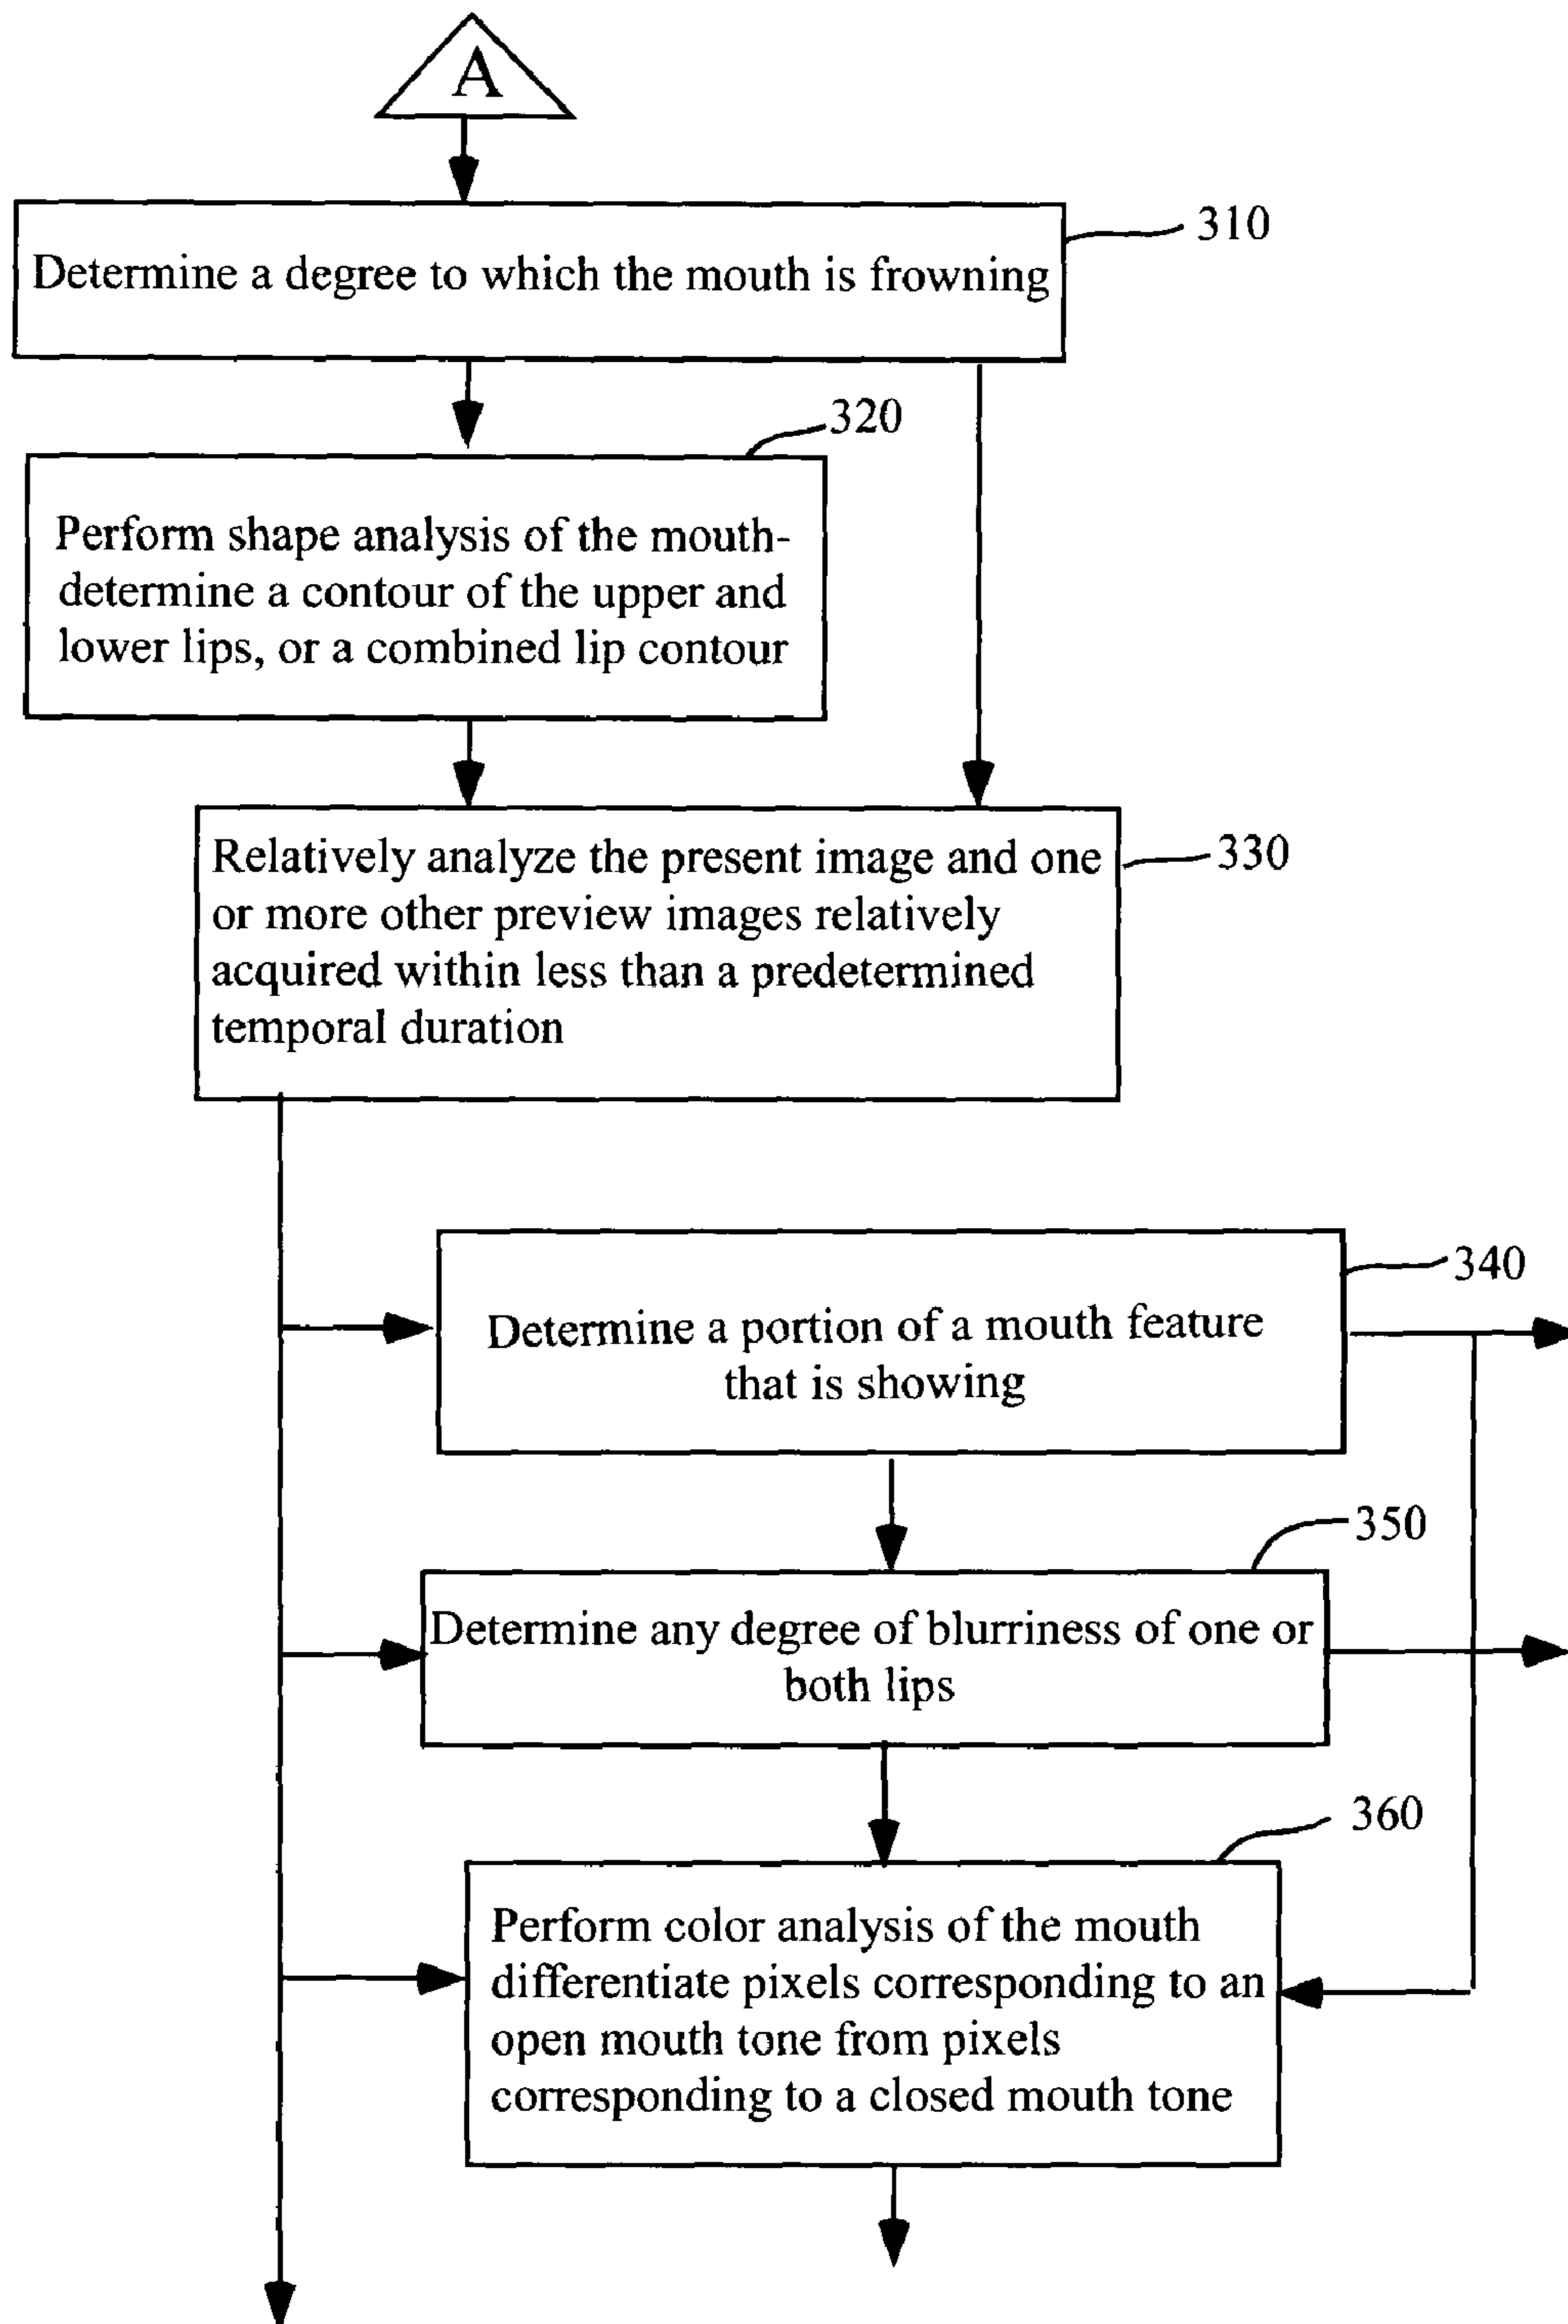 A
310
Determine a degree to which the mouth is frowning
320
Perform shape analysis of the mouth-
determine a contour of the upper and
lower lips, or a combined lip contour
330
Relatively analyze the present image and one
or more other preview images relatively
acquired within less than a predetermined
temporal duration
340
Determine a portion of a mouth feature
that is showing
350
Determine any degree of blurriness of one or
both lips
360
Perform color analysis of the mouth
differentiate pixels corresponding to an
open mouth tone from pixels
corresponding to a closed mouth tone